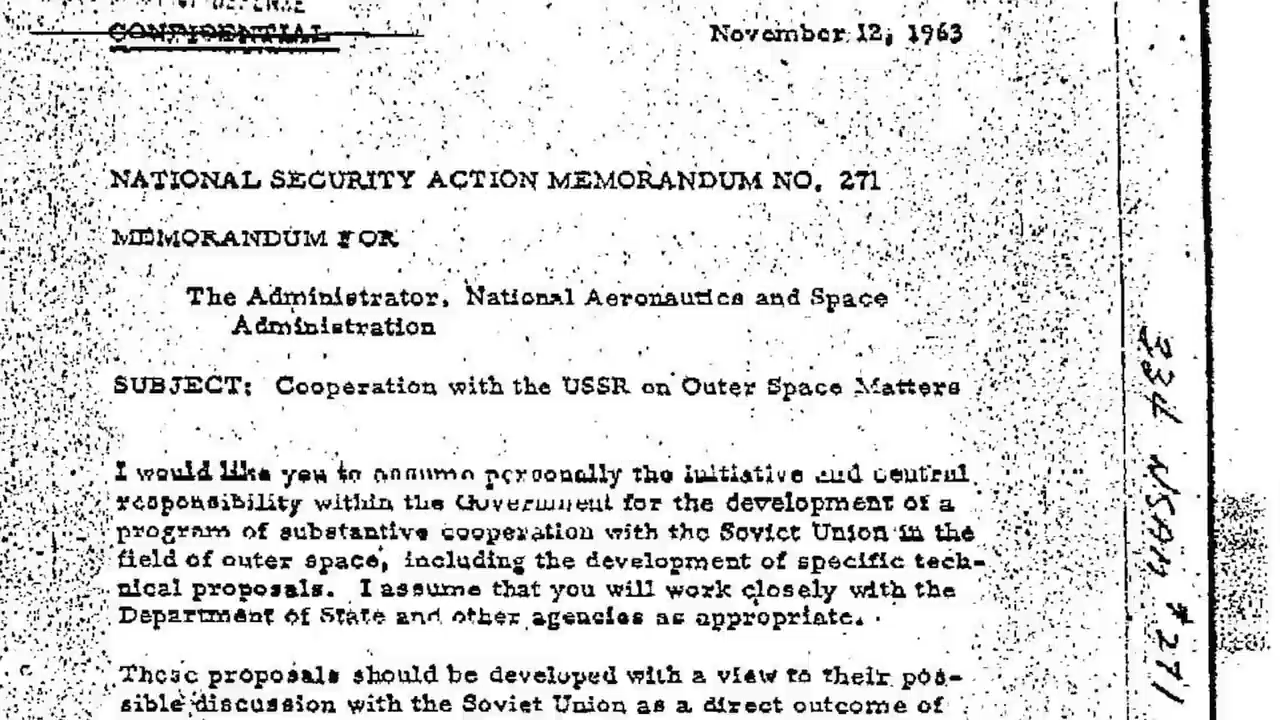 DEFENSE
CONFIDENTIAL
November 12, 1963
NATIONAL SECURITY ACTION MEMORANDUM NO. 271
MEMORANDUM FOR
The Administrator, National Aeronautics and Space
Administration
SUBJECT: Cooperation with the USSR on Outer Space Matters
I would like you to assume personally the initiative and central
responsibility within the Government for the development of a
program of substantive cooperation with the Soviet Union in the
field of outer space, including the development of specific tech-
nical proposals. I assume that you will work closely with the
Department of State and other agencies as appropriate.
These proposals should be developed with a view to their pos-
sible discussion with the Soviet Union as a direct outcome of
NSAM #271